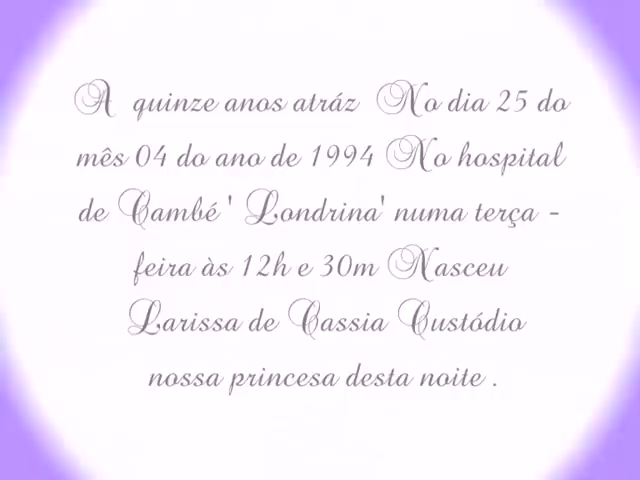 A quinze anos atráz No dia 25 do
mês 04 do ano de 1994 No hospital
de Cambé ' Londrina' numa terça -
feira às 12h e 30m Nasceu
Larissa de Cassia Custódio
nossa princesa desta noite .